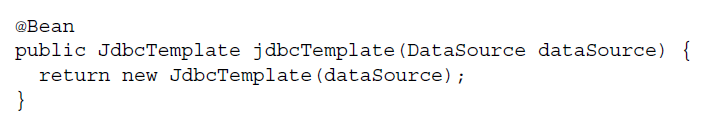 @Bean
public JdbcTemplate jdbcTemplate(DataSource dataSource) {
  return new JdbcTemplate(dataSource);
}